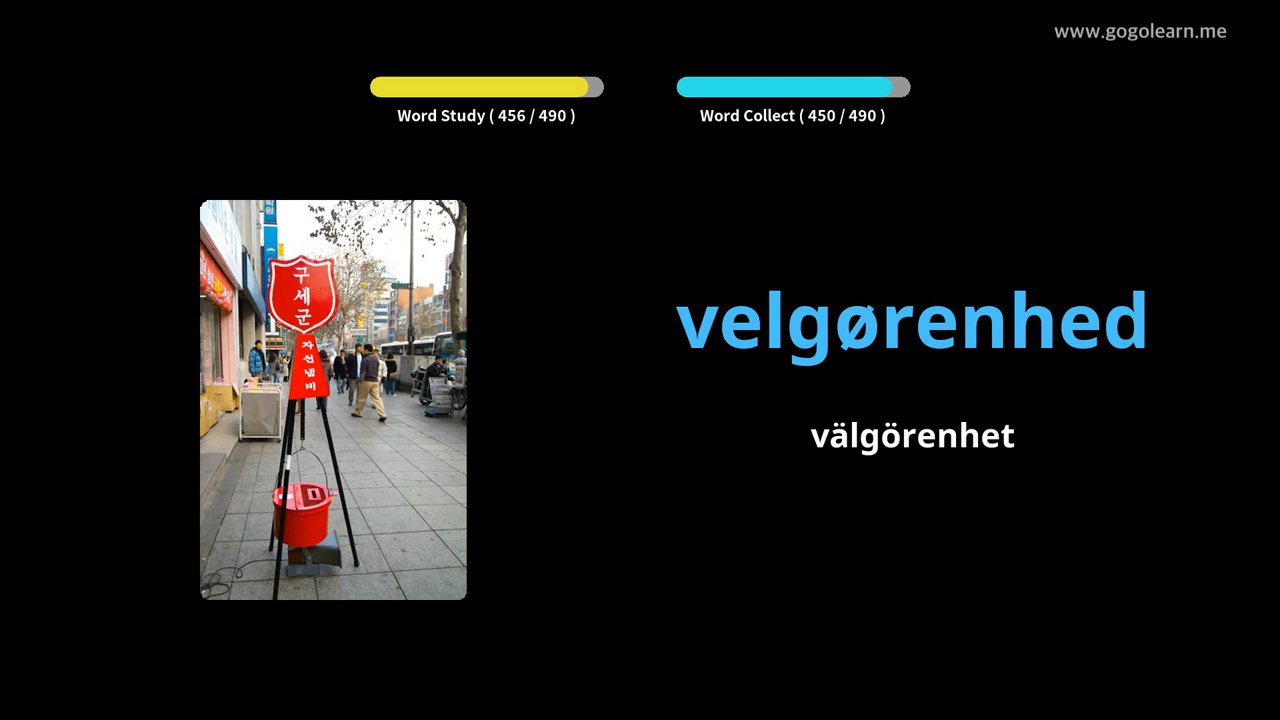 www.gogolearn.me
Word Study ( 456 / 490 )
Word Collect ( 450 / 490 )
구세군
자선냄비
velgørenhed
välgörenhet